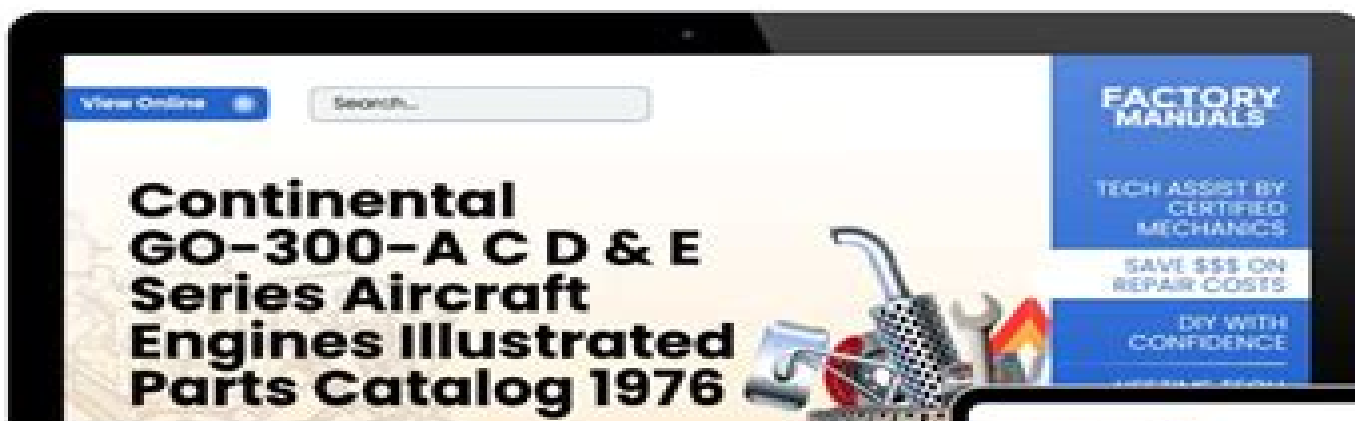 View Online
Search...
Continental
GO-300-A C D & E
Series Aircraft
Engines Illustrated
Parts Catalog 1976
FACTORY
MANUALS
TECH ASSIST BY
CERTIFIED
MECHANICS
SAVE $$$ ON
REPAIR COSTS
DIY WITH
CONFIDENCE